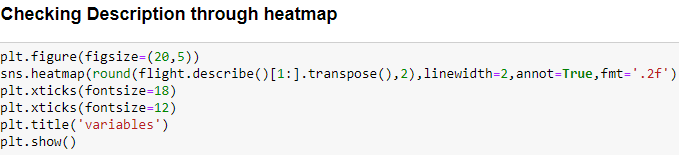 Checking Description through heatmap
plt.figure(figsize=(20,5))
sns.heatmap(round(flight.describe()[1:].transpose(),2),linewidth=2,annot=True,fmt='.2f')
plt.xticks(fontsize=18)
plt.xticks(fontsize=12)
plt.title('variables')
plt.show()